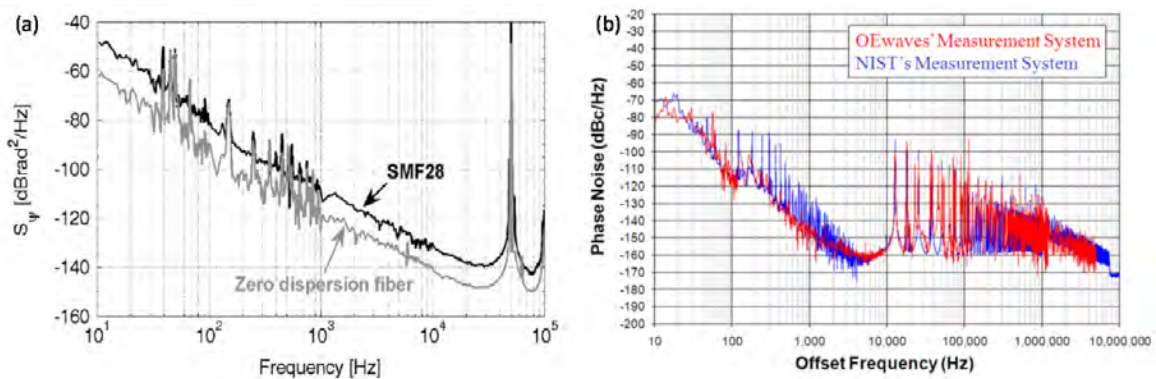 (a)
-40
-60
-80
-100
-120
-140
-160
S_ψ [dBrad²/Hz]
SMF28
Zero dispersion fiber
10¹ 10² 10³ 10⁴ 10⁵
Frequency [Hz]
(b)
-20
-30
-40
-50
-60
-70
-80
-90
-100
-110
-120
-130
-140
-150
-160
-170
-180
-190
-200
Phase Noise (dBc/Hz)
OEwaves' Measurement System
NIST's Measurement System
10 100 1,000 10,000 100,000 1,000,000 10,000,000
Offset Frequency (Hz)